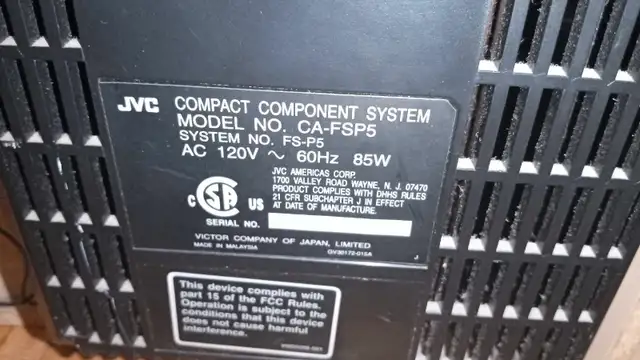 JVC COMPACT COMPONENT SYSTEM
MODEL NO. CA-FSP5
SYSTEM NO. FS-P5
AC 120V ~ 60Hz 85W
JVC AMERICAS CORP.
1700 VALLEY ROAD WAYNE, N. J. 07470
PRODUCT COMPLIES WITH DHHS RULES
21 CFR SUBCHAPTER J IN EFFECT
AT DATE OF MANUFACTURE.
C SA US
SERIAL NO.
VICTOR COMPANY OF JAPAN, LIMITED
MADE IN MALAYSIA
GV30172-015A
J
This device complies with
part 15 of the FCC Rules.
Operation is subject to the
conditions that this device
does not cause harmful
interference.